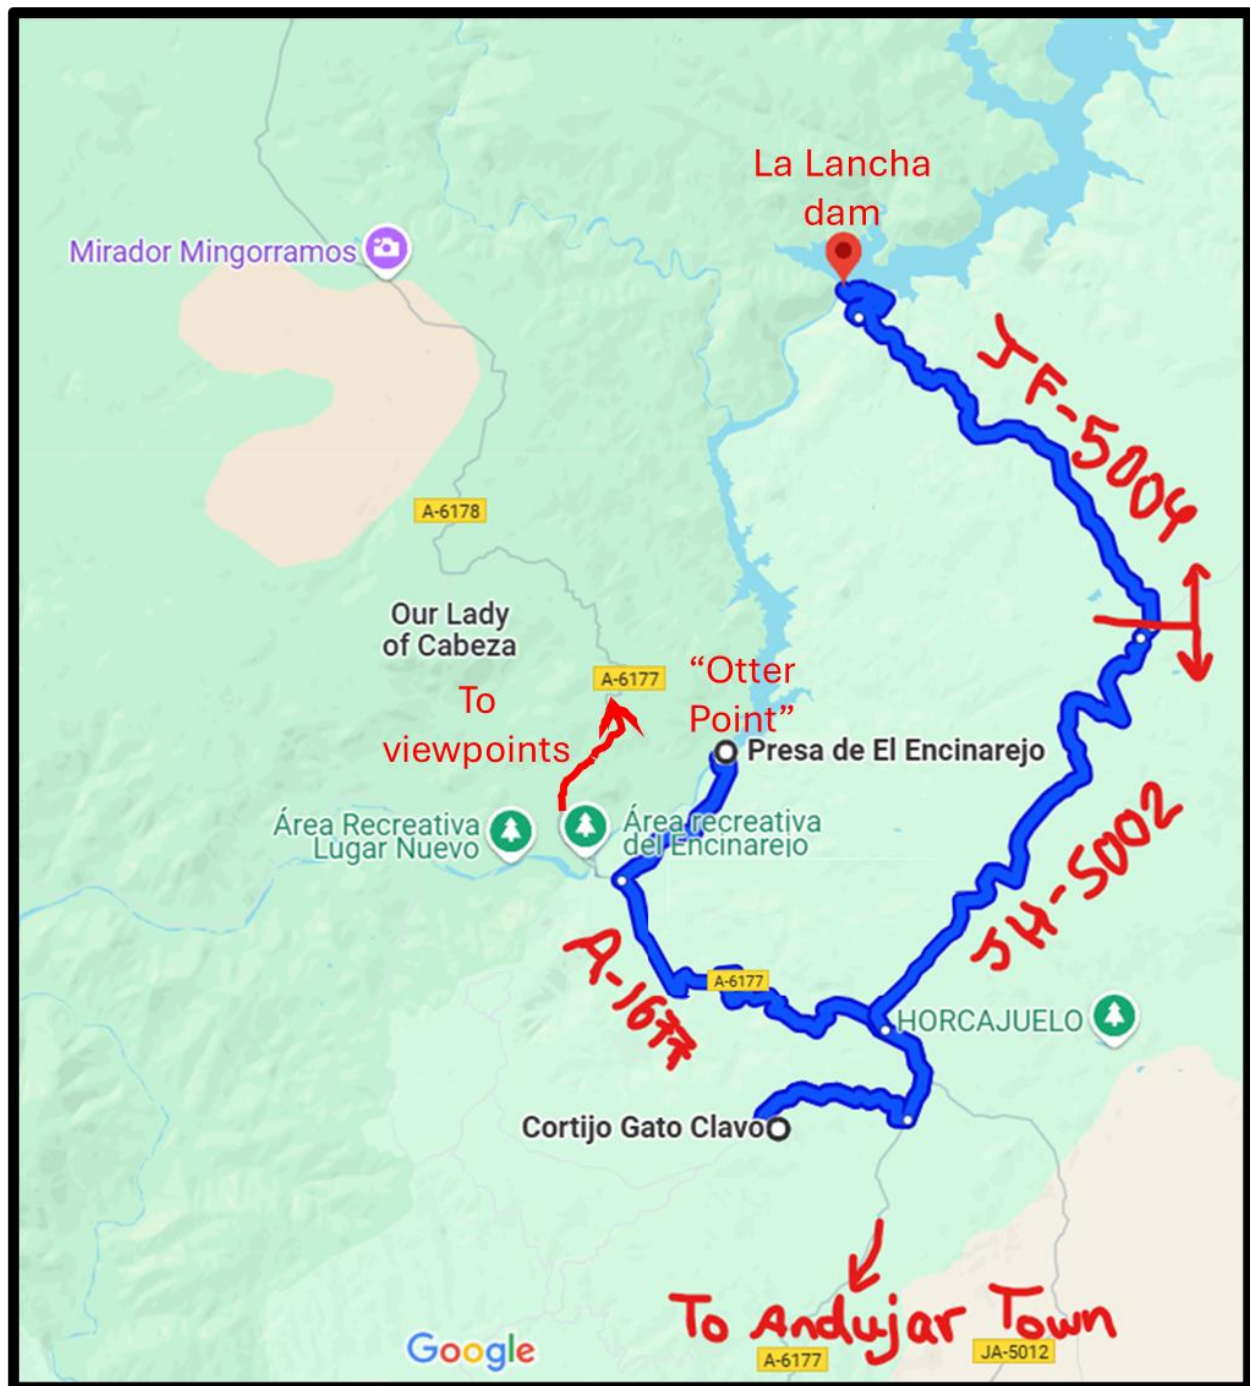 La Lancha
dam
Mirador Mingorramos
JF-5004
A-6178
Our Lady
of Cabeza
A-6177
"Otter
Point"
To
viewpoints
Presa de El Encinarejo
Área Recreativa
Lugar Nuevo
Área recreativa
del Encinarejo
JH-5002
A-1677
A-6177
HORCAJUELO
Cortijo Gato Clavo
To Andujar Town
Google
A-6177
JA-5012